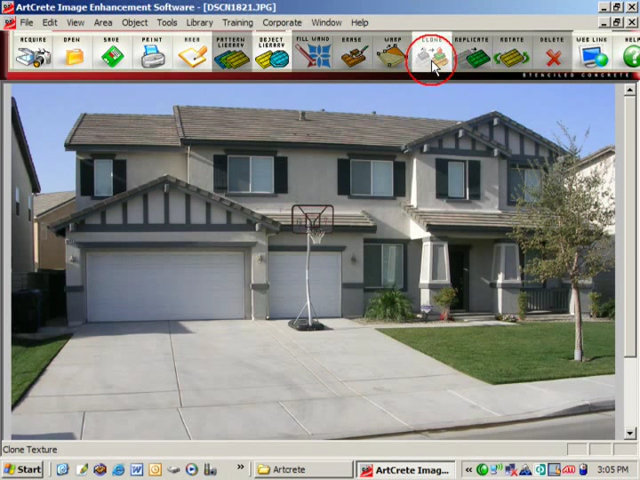 ArtCrete Image Enhancement Software - [DSCN1821.JPG]
File Edit View Area Object Tools Library Training Corporate Window Help
ACQUIRE OPEN SAVE PRINT AREA PATTERN LIBRARY OBJECT LIBRARY FILL WAND ERASE WARP CLONE REPLICATE ROTATE DELETE WEB LINK HELP
STENCILED CONCRETE
Clone Texture
Start
Artcrete
ArtCrete Imag...
3:05 PM